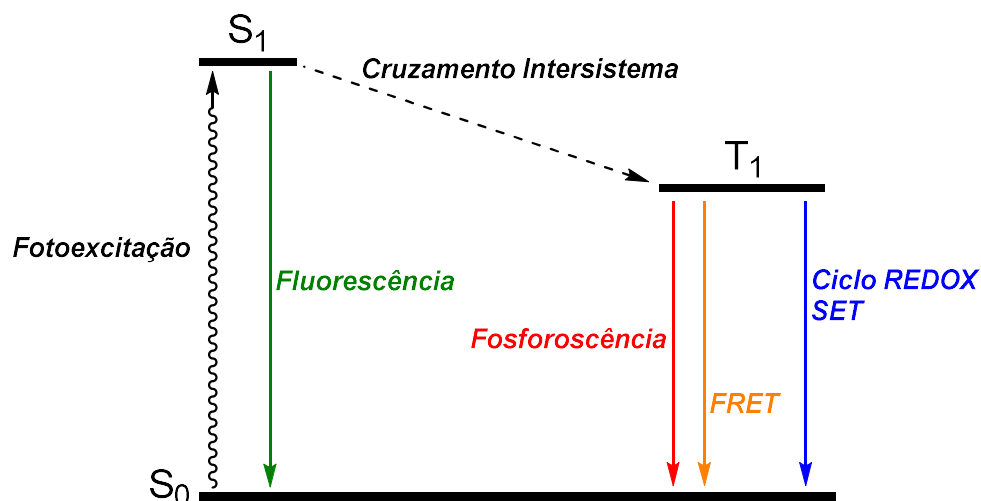 S1
Cruzamento Intersistema
T1
Fotoexcitação
Fluorescência
Ciclo REDOX
SET
Fosforoscência
FRET
S0